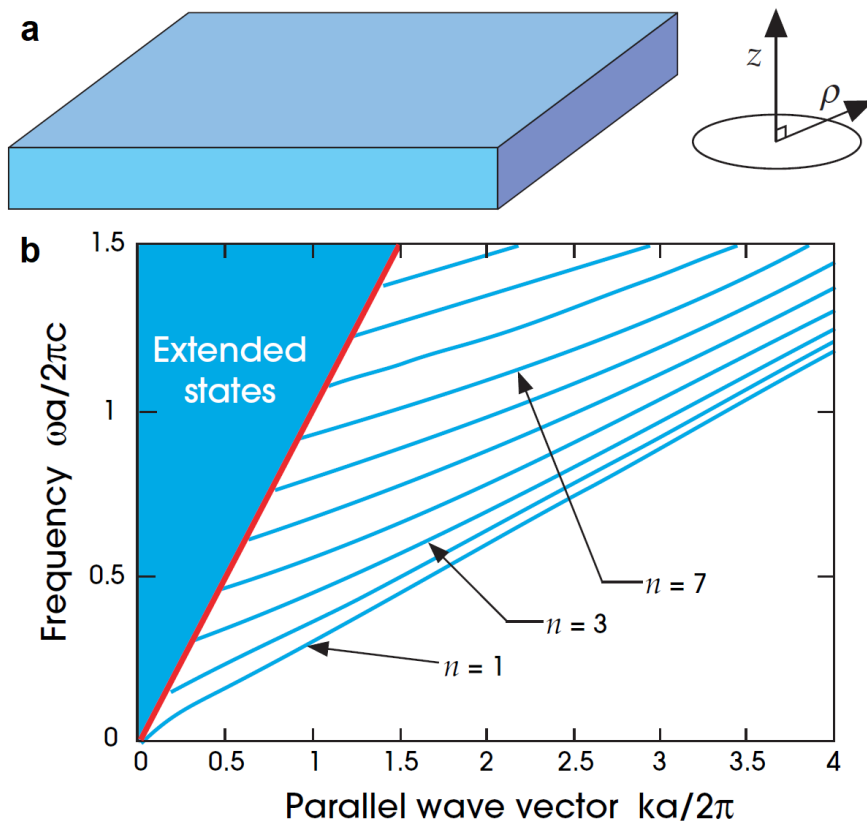 a
z
ρ
b
1.5
1
0.5
0
Frequency ωa/2πc
Extended
states
n = 7
n = 3
n = 1
0 0.5 1 1.5 2 2.5 3 3.5 4
Parallel wave vector ka/2π